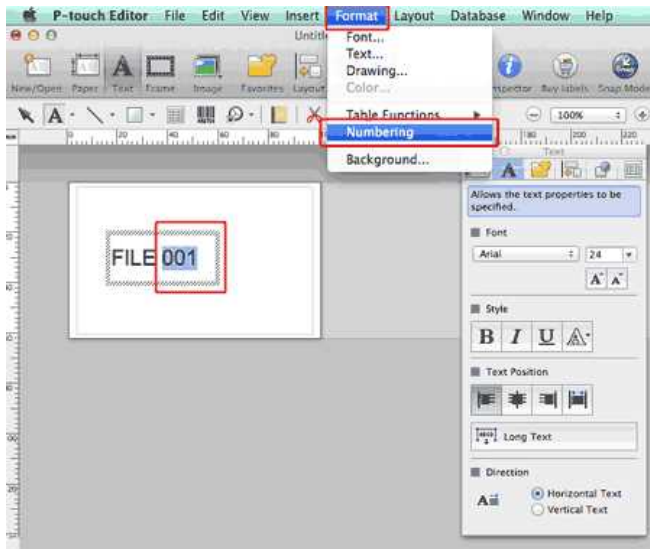 P-touch Editor File Edit View Insert Format Layout Database Window Help
Font...
Text...
Drawing...
Color...
Table Functions
Numbering
Background...
New/Open Paper Text Frame Image Favorites Layout
Buy labels Snap Mode
100%
Text
Allows the text properties to be
specified.
Font
Arial 24
Style
B I U A
Text Position
Long Text
Direction
Horizontal Text
Vertical Text
FILE 001